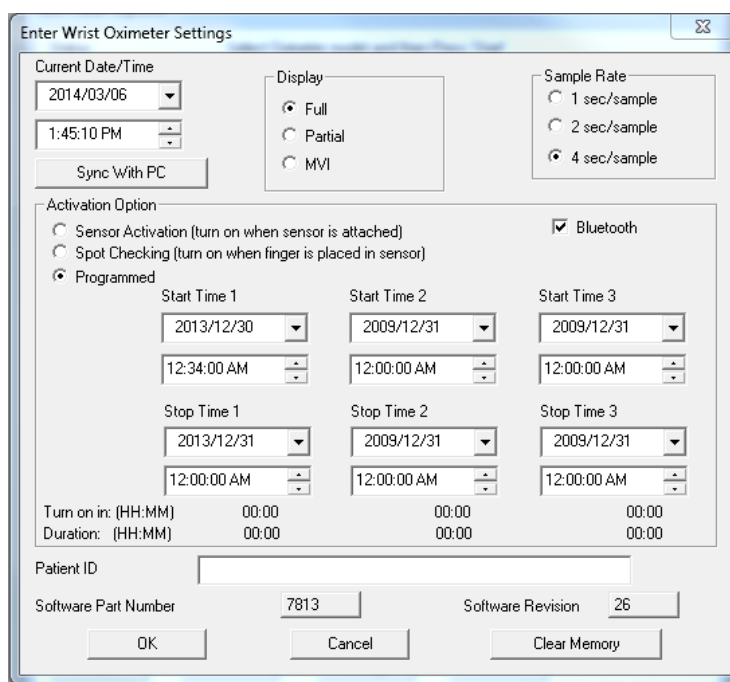 Enter Wrist Oximeter Settings
Current Date/Time
2014/03/06
1:45:10 PM
Sync With PC
Display
Full
Partial
MVI
Sample Rate
1 sec/sample
2 sec/sample
4 sec/sample
Activation Option
Sensor Activation (turn on when sensor is attached)
Spot Checking (turn on when finger is placed in sensor)
Programmed
Bluetooth
Start Time 1 Start Time 2 Start Time 3
2013/12/30 2009/12/31 2009/12/31
12:34:00 AM 12:00:00 AM 12:00:00 AM
Stop Time 1 Stop Time 2 Stop Time 3
2013/12/31 2009/12/31 2009/12/31
12:00:00 AM 12:00:00 AM 12:00:00 AM
Turn on in: (HH:MM) 00:00 00:00 00:00
Duration: (HH:MM) 00:00 00:00 00:00
Patient ID
Software Part Number 7813 Software Revision 26
OK Cancel Clear Memory